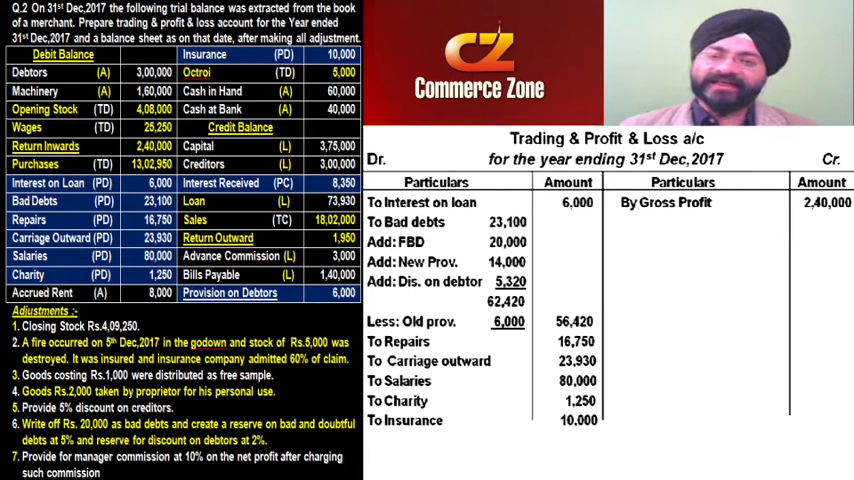 Q.2 On 31st Dec,2017 the following trial balance was extracted from the book
of a merchant. Prepare trading & profit & loss account for the Year ended
31st Dec,2017 and a balance sheet as on that date, after making all adjustment.
Debit Balance
Debtors (A) 3,00,000
Machinery (A) 1,60,000
Opening Stock (TD) 4,08,000
Wages (TD) 25,250
Return Inwards 2,40,000
Purchases (TD) 13,02,950
Interest on Loan (PD) 6,000
Bad Debts (PD) 23,100
Repairs (PD) 16,750
Carriage Outward (PD) 23,930
Salaries (PD) 80,000
Charity (PD) 1,250
Accrued Rent (A) 8,000
Insurance (PD) 10,000
Octroi (TD) 5,000
Cash in Hand (A) 60,000
Cash at Bank (A) 40,000
Credit Balance
Capital (L) 3,75,000
Creditors (L) 3,00,000
Interest Received (PC) 8,350
Loan (L) 73,930
Sales (TC) 18,02,000
Return Outward 1,950
Advance Commission (L) 3,000
Bills Payable (L) 1,40,000
Provision on Debtors 6,000
Adjustments :-
1. Closing Stock Rs.4,09,250.
2. A fire occurred on 5th Dec,2017 in the godown and stock of Rs.5,000 was
destroyed. It was insured and insurance company admitted 60% of claim.
3. Goods costing Rs.1,000 were distributed as free sample.
4. Goods Rs.2,000 taken by proprietor for his personal use.
5. Provide 5% discount on creditors.
6. Write off Rs. 20,000 as bad debts and create a reserve on bad and doubtful
debts at 5% and reserve for discount on debtors at 2%.
7. Provide for manager commission at 10% on the net profit after charging
such commission
CZ
Commerce Zone
Trading & Profit & Loss a/c
Dr. for the year ending 31st Dec,2017 Cr.
Particulars Amount Particulars Amount
To Interest on loan 6,000 By Gross Profit 2,40,000
To Bad debts 23,100
Add: FBD 20,000
Add: New Prov. 14,000
Add: Dis. on debtor 5,320
62,420
Less: Old prov. 6,000 56,420
To Repairs 16,750
To Carriage outward 23,930
To Salaries 80,000
To Charity 1,250
To Insurance 10,000